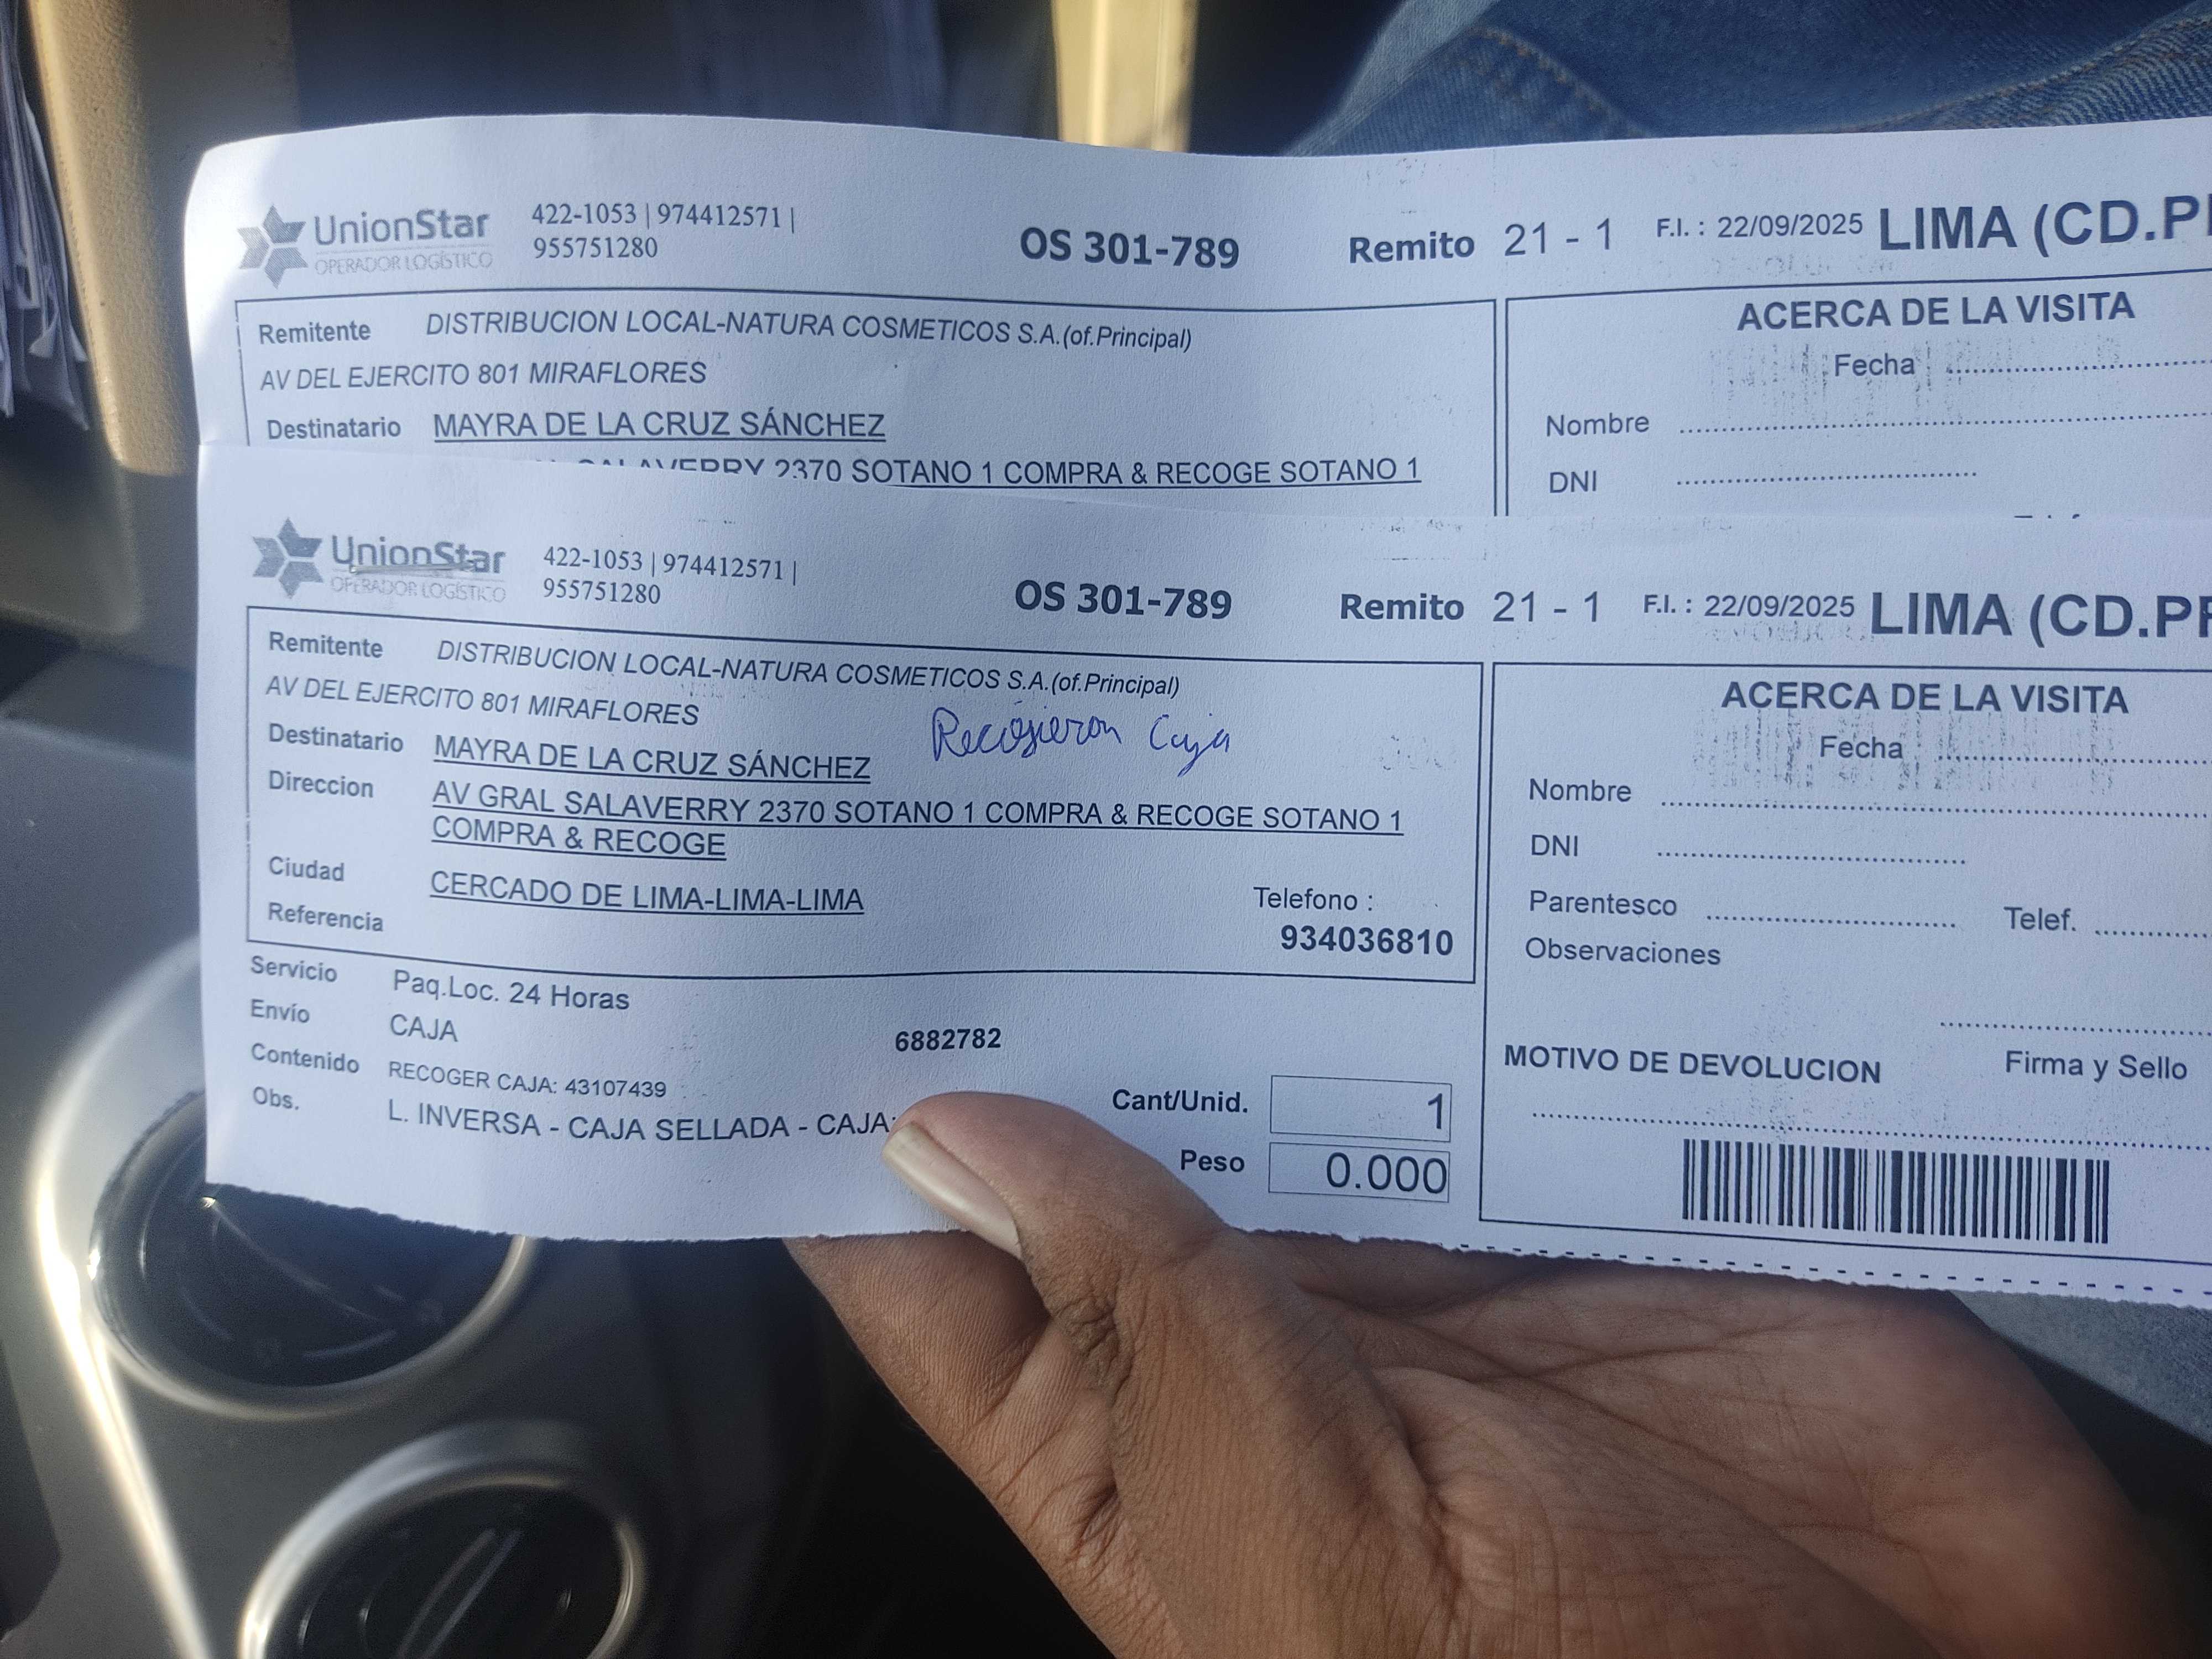 UnionStar
OPERADOR LOGÍSTICO
422-1053 | 974412571 |
955751280
OS 301-789
Remito 21 - 1
F.I. : 22/09/2025
LIMA (CD.P
Remitente DISTRIBUCION LOCAL-NATURA COSMETICOS S.A.(of.Principal)
AV DEL EJERCITO 801 MIRAFLORES
Destinatario MAYRA DE LA CRUZ SÁNCHEZ
SALAVERRY 2370 SOTANO 1 COMPRA & RECOGE SOTANO 1
ACERCA DE LA VISITA
Fecha
Nombre
DNI
UnionStar
OPERADOR LOGÍSTICO
422-1053 | 974412571 |
955751280
OS 301-789
Remito 21 - 1
F.I. : 22/09/2025
LIMA (CD.PR
Remitente DISTRIBUCION LOCAL-NATURA COSMETICOS S.A.(of.Principal)
AV DEL EJERCITO 801 MIRAFLORES
Recogieron Caja
Destinatario MAYRA DE LA CRUZ SÁNCHEZ
Direccion AV GRAL SALAVERRY 2370 SOTANO 1 COMPRA & RECOGE SOTANO 1
COMPRA & RECOGE
Ciudad CERCADO DE LIMA-LIMA-LIMA
Telefono :
Referencia
934036810
Servicio Paq.Loc. 24 Horas
Envío CAJA
6882782
Contenido RECOGER CAJA: 43107439
Obs. L. INVERSA - CAJA SELLADA - CAJA:
Cant/Unid. 1
Peso 0.000
ACERCA DE LA VISITA
Fecha
Nombre
DNI
Parentesco Telef.
Observaciones
MOTIVO DE DEVOLUCION
Firma y Sello